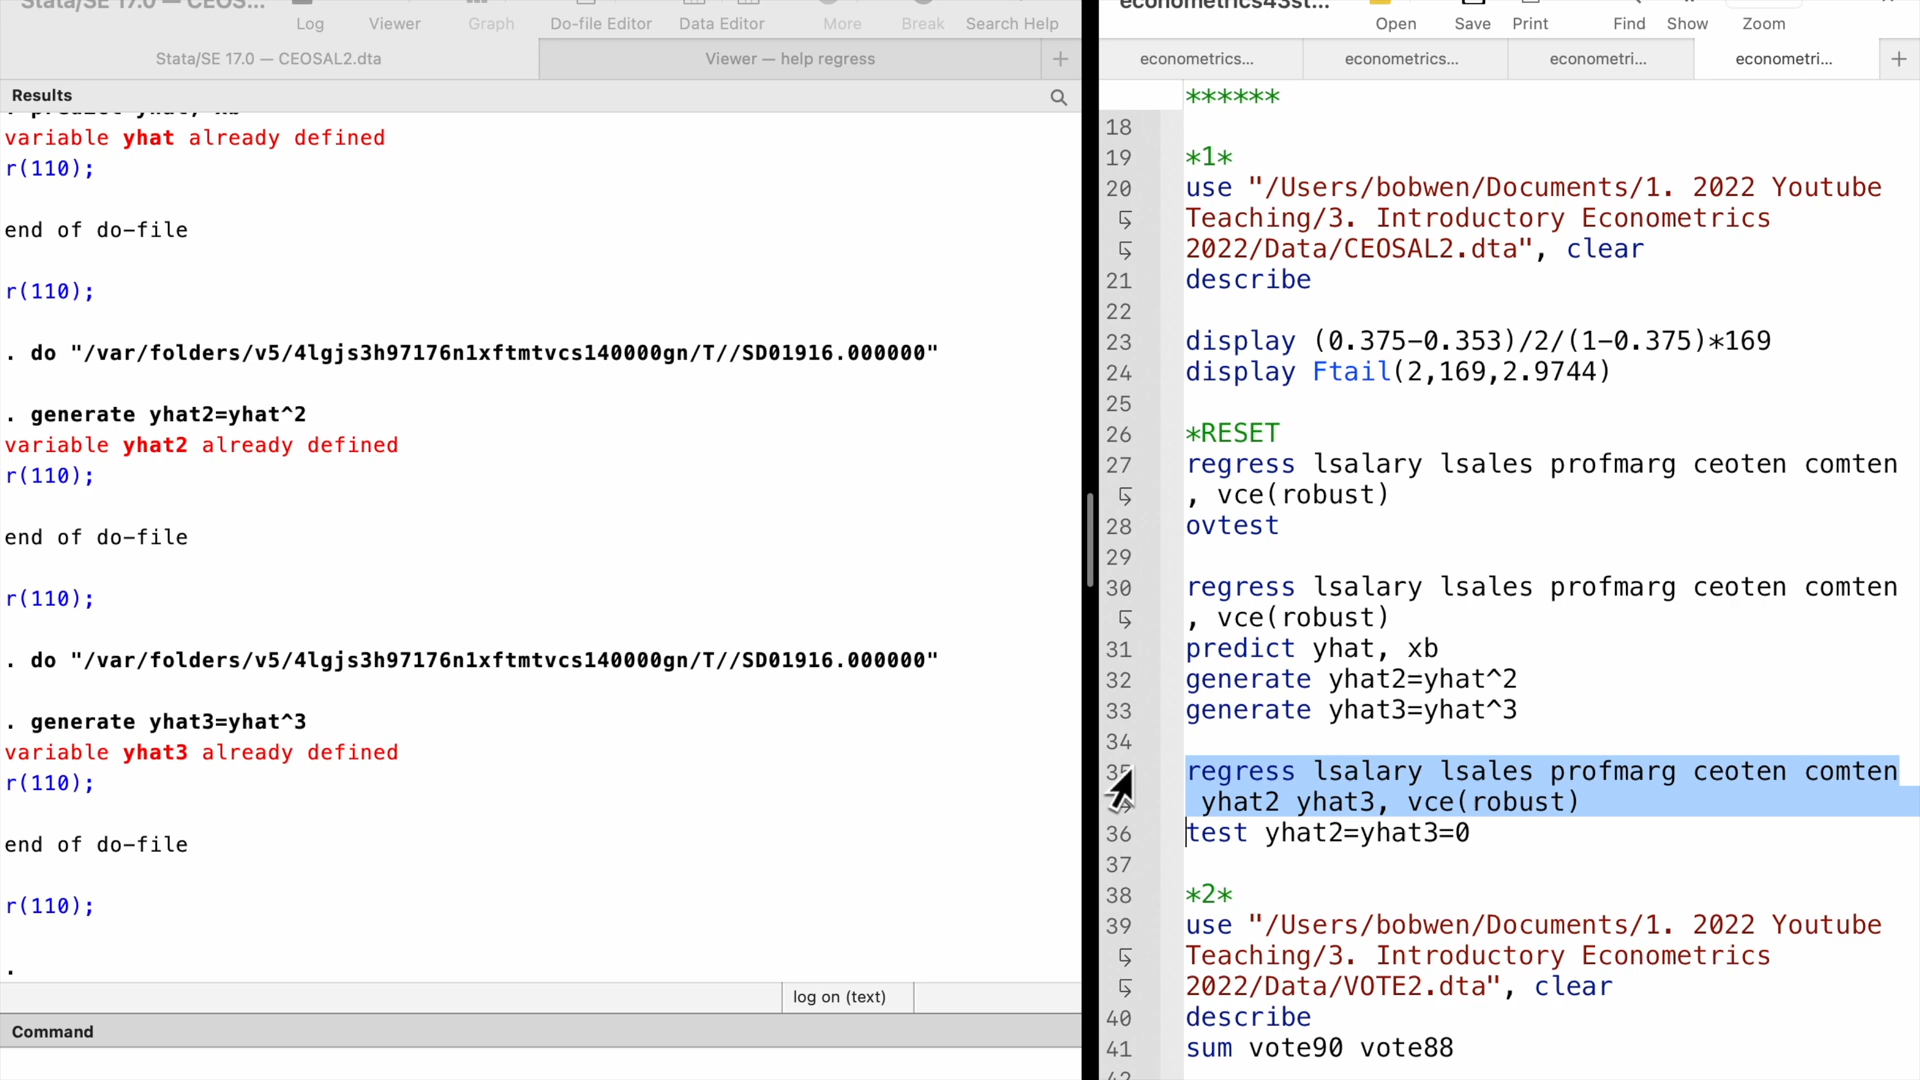 Stata/SE 17.0 — CEOS...
Log
Viewer
Graph
Do-file Editor
Data Editor
More
Break
Search Help
Stata/SE 17.0 — CEOSAL2.dta
Viewer — help regress
+
Results
. predict yhat, xb
variable yhat already defined
r(110);
end of do-file
r(110);
. do "/var/folders/v5/4lgjs3h97176n1xftmtvcs140000gn/T//SD01916.000000"
. generate yhat2=yhat^2
variable yhat2 already defined
r(110);
end of do-file
r(110);
. do "/var/folders/v5/4lgjs3h97176n1xftmtvcs140000gn/T//SD01916.000000"
. generate yhat3=yhat^3
variable yhat3 already defined
r(110);
end of do-file
r(110);
.
log on (text)
Command
econometrics43st...
Open
Save
Print
Find
Show
Zoom
econometrics...
econometrics...
econometri...
econometri...
+
******
18
19 *1*
20 use "/Users/bobwen/Documents/1. 2022 Youtube
Teaching/3. Introductory Econometrics
2022/Data/CEOSAL2.dta", clear
21 describe
22
23 display (0.375-0.353)/2/(1-0.375)*169
24 display Ftail(2,169,2.9744)
25
26 *RESET
27 regress lsalary lsales profmarg ceoten comten
, vce(robust)
28 ovtest
29
30 regress lsalary lsales profmarg ceoten comten
, vce(robust)
31 predict yhat, xb
32 generate yhat2=yhat^2
33 generate yhat3=yhat^3
34
35 regress lsalary lsales profmarg ceoten comten
yhat2 yhat3, vce(robust)
36 test yhat2=yhat3=0
37
38 *2*
39 use "/Users/bobwen/Documents/1. 2022 Youtube
Teaching/3. Introductory Econometrics
2022/Data/VOTE2.dta", clear
40 describe
41 sum vote90 vote88